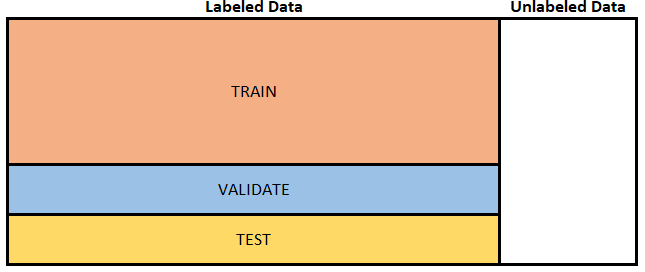 Labeled Data
Unlabeled Data
TRAIN
VALIDATE
TEST